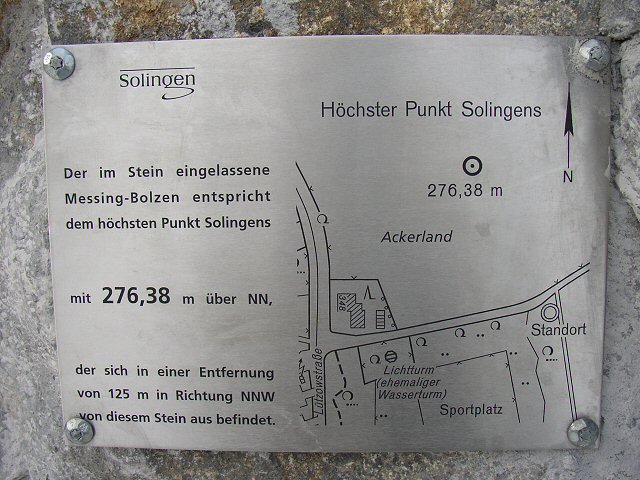 Solingen
Der im Stein eingelassene
Messing-Bolzen entspricht
dem höchsten Punkt Solingens
mit 276,38 m über NN,
der sich in einer Entfernung
von 125 m in Richtung NNW
von diesem Stein aus befindet.
Höchster Punkt Solingens
276,38 m
N
Ackerland
348
Standort
Lichtturm
(ehemaliger
Wasserturm)
Sportplatz
Lützowstraße